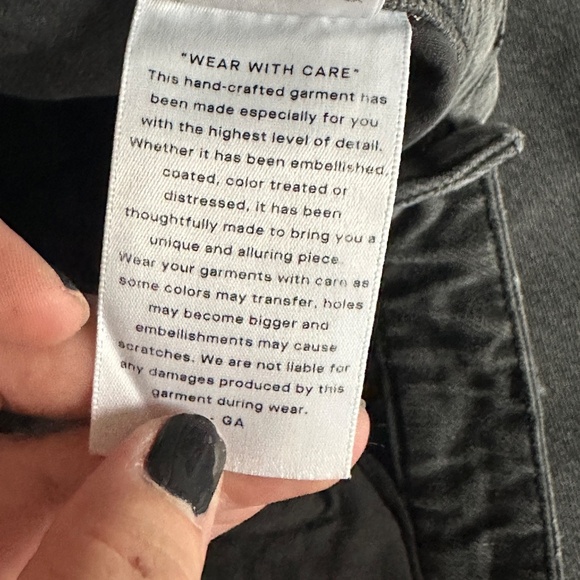 "WEAR WITH CARE"
This hand-crafted garment has
been made especially for you
with the highest level of detail.
Whether it has been embellished,
coated, color treated or
distressed, it has been
thoughtfully made to bring you a
unique and alluring piece.
Wear your garments with care as
some colors may transfer, holes
may become bigger and
embellishments may cause
scratches. We are not liable for
any damages produced by this
garment during wear.
- GA